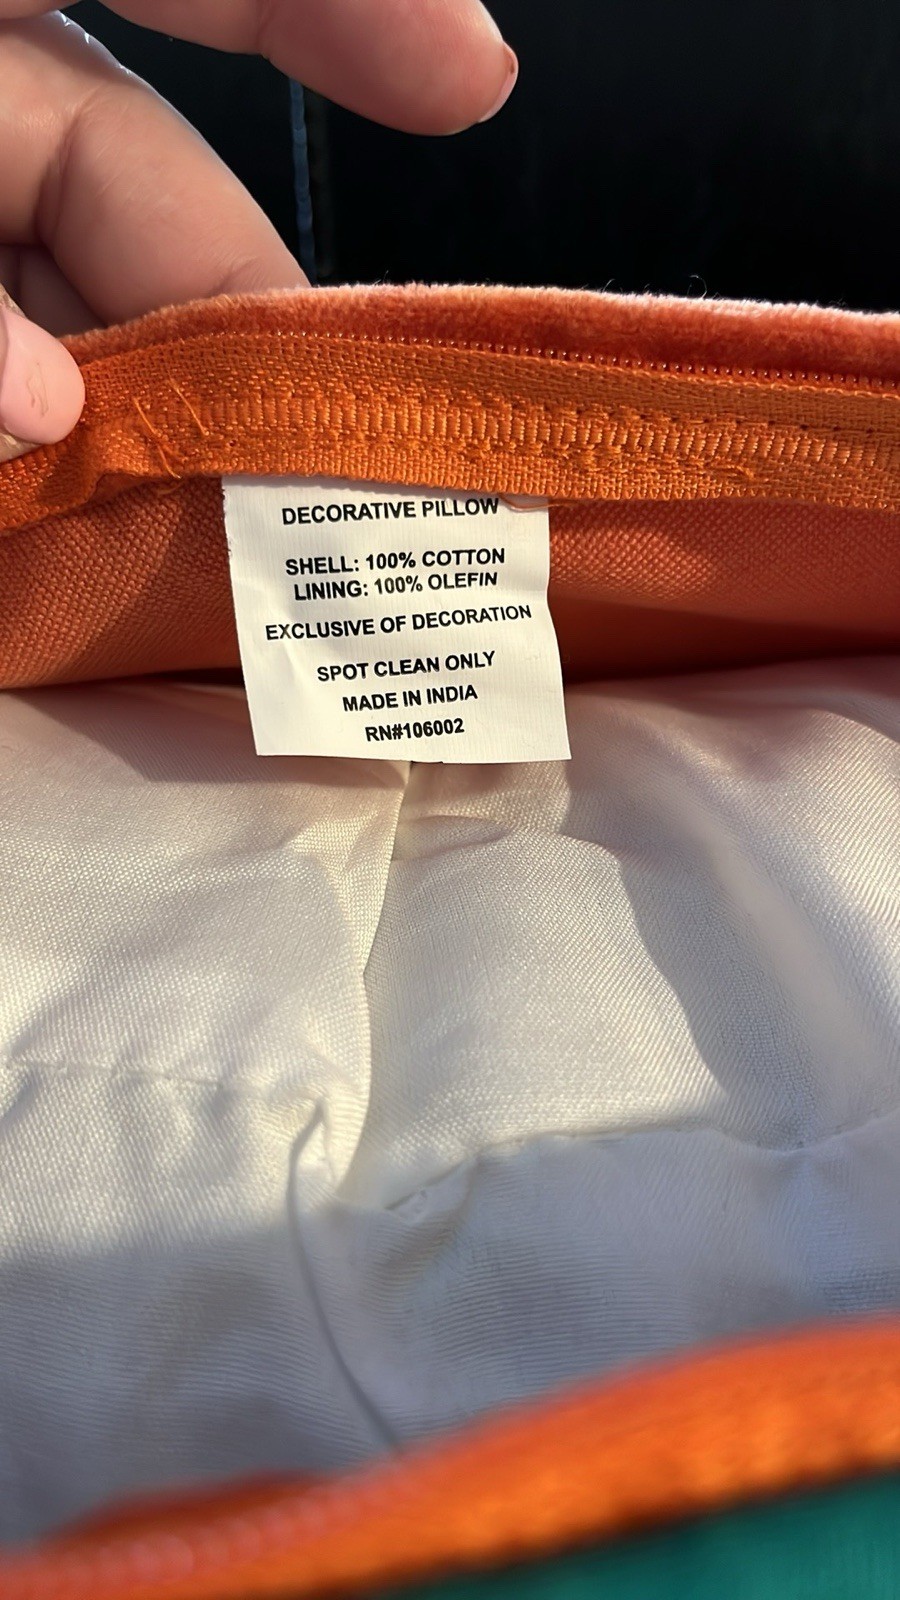 DECORATIVE PILLOW
SHELL: 100% COTTON
LINING: 100% OLEFIN
EXCLUSIVE OF DECORATION
SPOT CLEAN ONLY
MADE IN INDIA
RN#106002